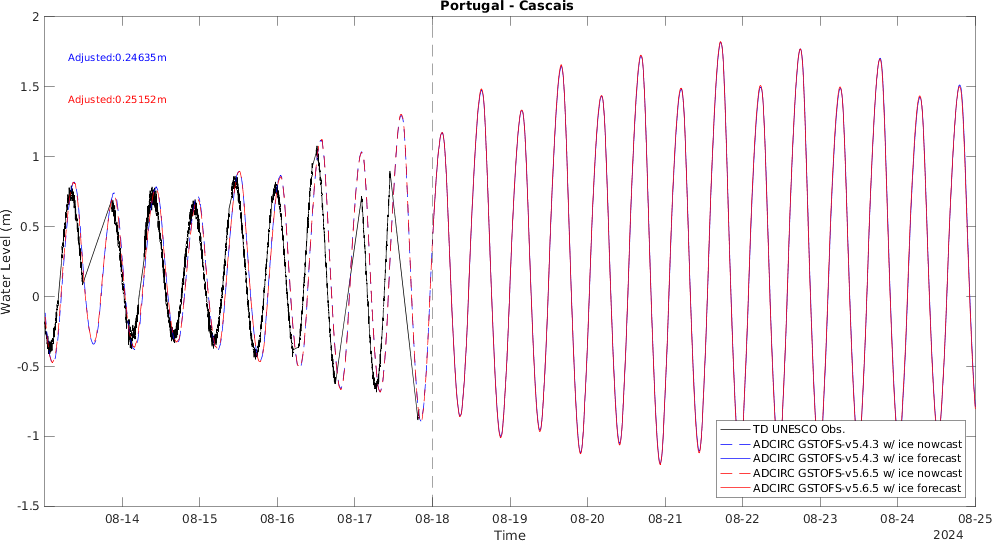 Portugal - Cascais
Adjusted:0.24635m
Adjusted:0.25152m
Water Level (m)
2
1.5
1
0.5
0
-0.5
-1
-1.5
TD UNESCO Obs.
ADCIRC GSTOFS-v5.4.3 w/ ice nowcast
ADCIRC GSTOFS-v5.4.3 w/ ice forecast
ADCIRC GSTOFS-v5.6.5 w/ ice nowcast
ADCIRC GSTOFS-v5.6.5 w/ ice forecast
08-14 08-15 08-16 08-17 08-18 08-19 08-20 08-21 08-22 08-23 08-24 08-25
Time
2024